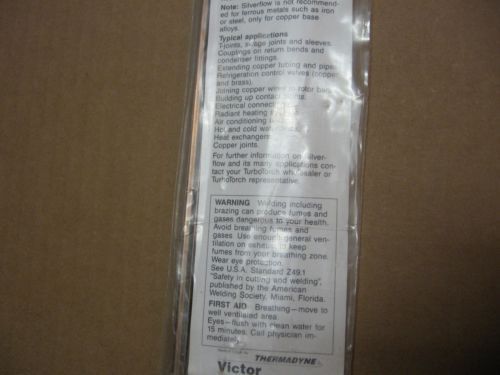 Note: Silverflow is not recommend-
ed for ferrous metals such as iron
or steel, only for copper base
alloys.
Typical applications
T-joints, swage joints and sleeves.
Couplings on return bends and
condenser fittings.
Extending copper tubing and pipe.
Refrigeration control valves (copper
and brass).
Joining copper wires to rotor bars.
Building up contact points.
Electrical connections
Radiant heating
Air conditioning
Hot and cold water lines.
Heat exchangers
Copper joints.
For further information on Silver-
flow and its many applications con-
tact your TurboTorch wholesaler or
TurboTorch representative.
WARNING Welding including
brazing can produce fumes and
gases dangerous to your health.
Avoid breathing fumes and
gases. Use enough general ven-
tilation or exhaust to keep
fumes from your breathing zone.
Wear eye protection.
See U.S.A. Standard Z49.1
"Safety in cutting and welding",
published by the American
Welding Society, Miami, Florida.
FIRST AID Breathing—move to
well ventilated area.
Eyes—flush with clean water for
15 minutes. Call physician im-
mediately.
THERMADYNE
Victor